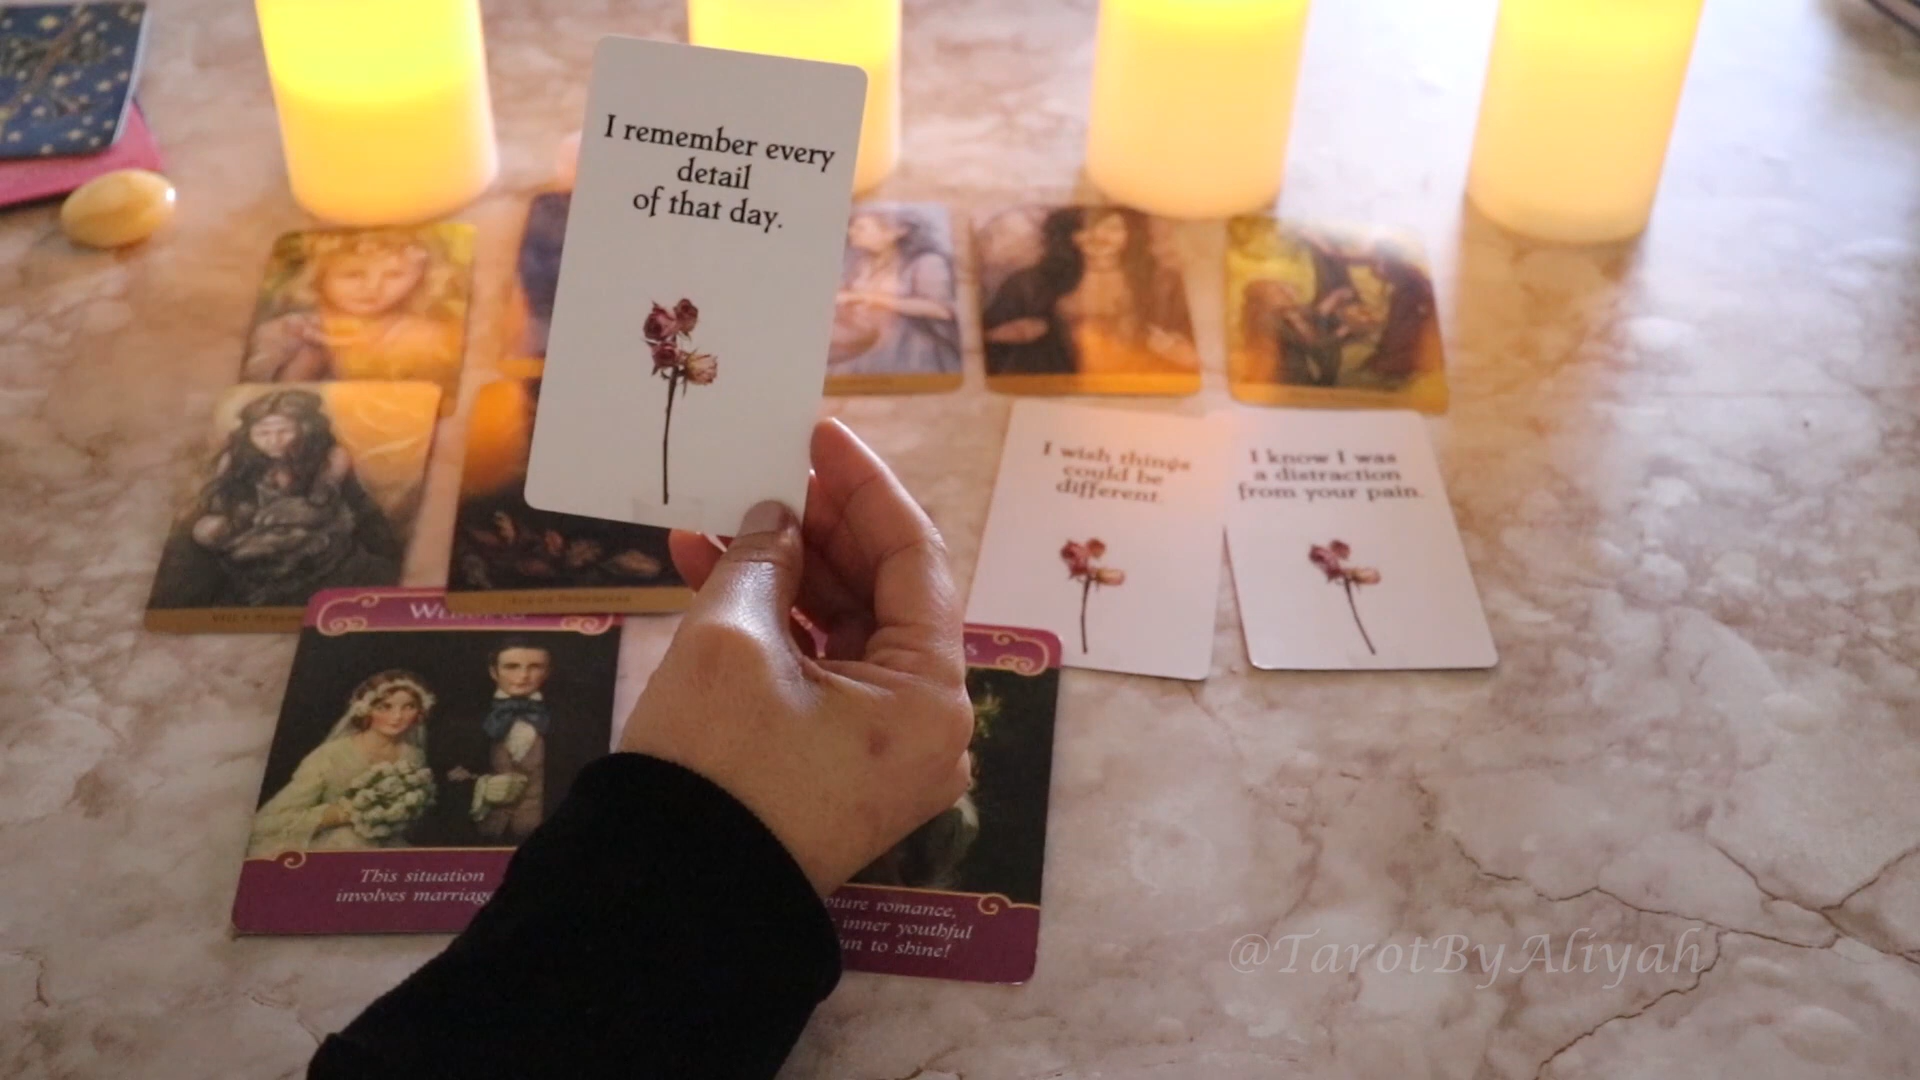 I remember every
detail
of that day.
I wish things
could be
different.
I know I was
a distraction
from your pain.
This situation
involves marriage
romance,
inner youthful
to shine!
@TarotByAliyah